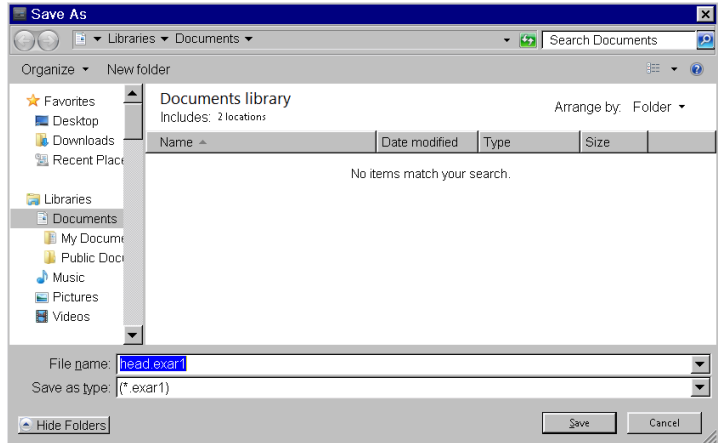 Save As
Libraries Documents
Search Documents
Organize New folder
Favorites
Desktop
Downloads
Recent Place
Libraries
Documents
My Docume
Public Docu
Music
Pictures
Videos
Documents library
Includes: 2 locations
Arrange by: Folder
Name Date modified Type Size
No items match your search.
File name: head.exar1
Save as type: (*.exar1)
Hide Folders
Save Cancel